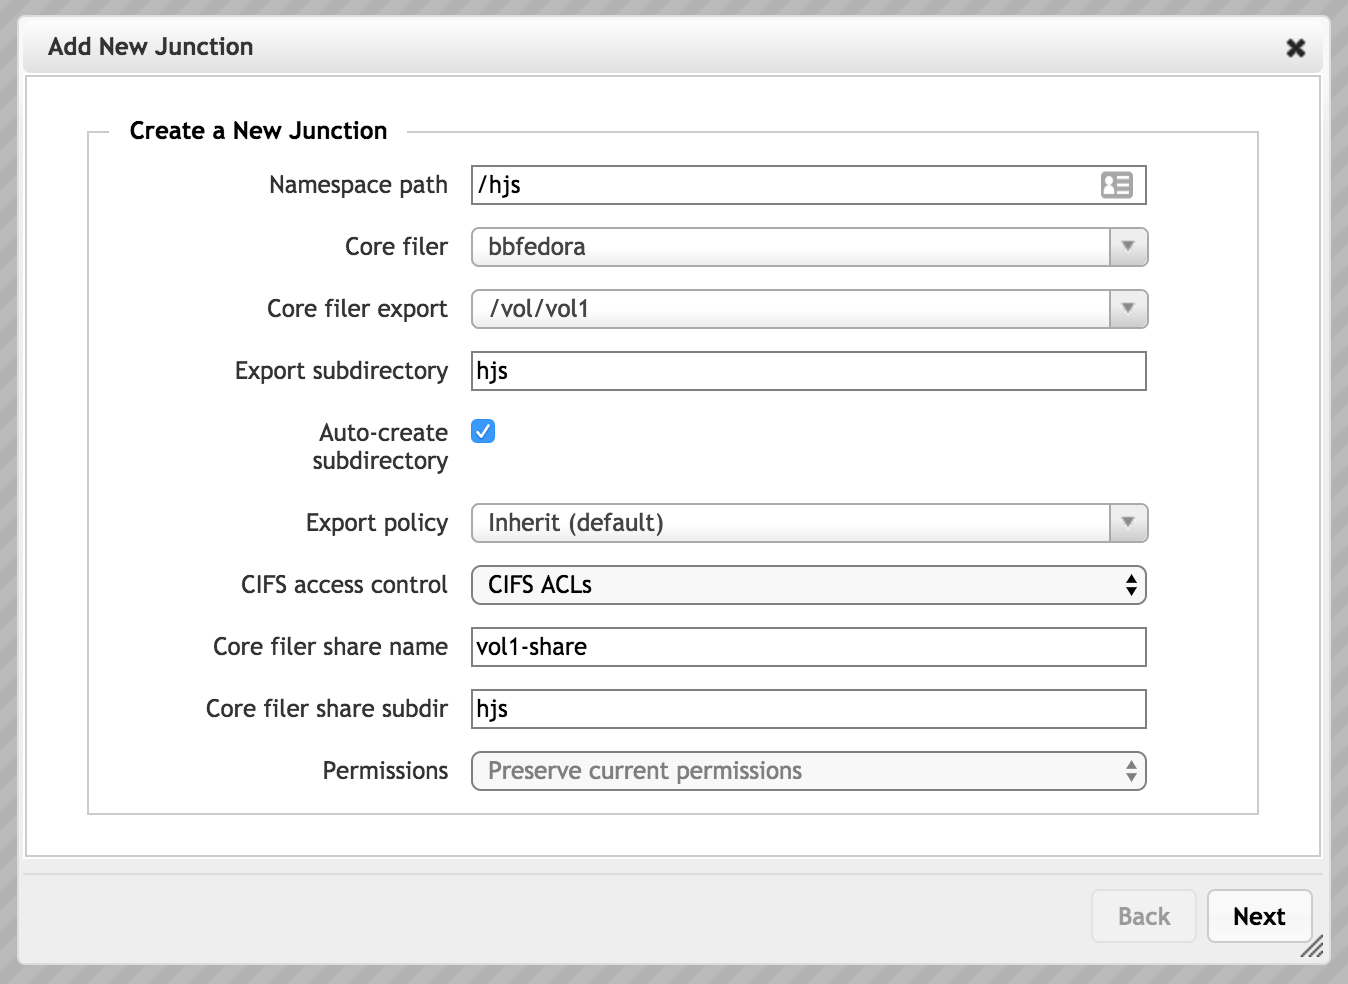 Add New Junction
Create a New Junction
Namespace path /hjs
Core filer bbfedora
Core filer export /vol/vol1
Export subdirectory hjs
Auto-create
subdirectory
Export policy Inherit (default)
CIFS access control CIFS ACLs
Core filer share name vol1-share
Core filer share subdir hjs
Permissions Preserve current permissions
Back Next